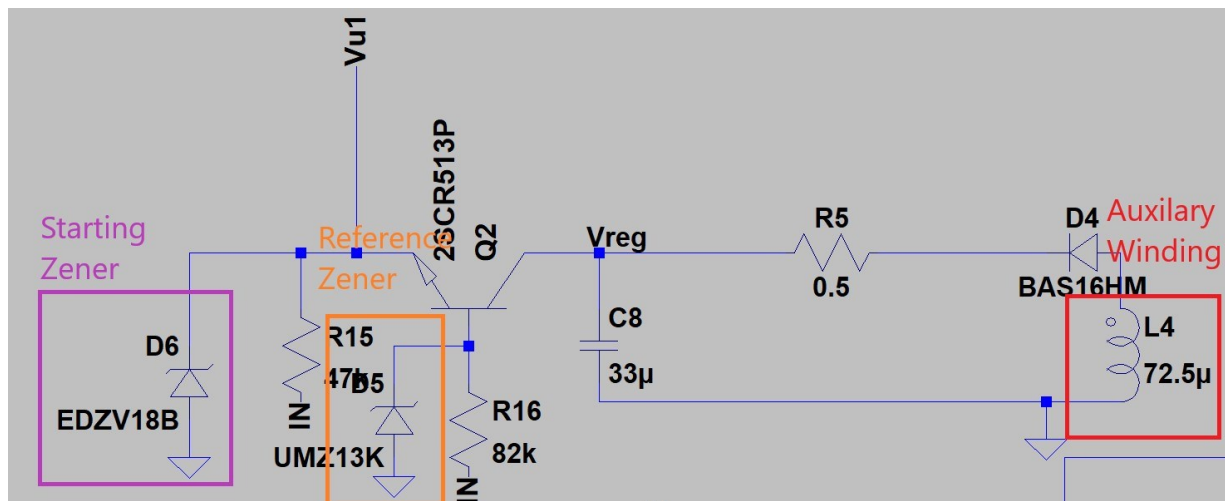 Vu1
2SCR513P
Q2
Starting
Zener
Reference
Zener
Vreg
R5
0.5
D4
BAS16HM
Auxilary
Winding
D6
EDZV18B
R15
47k
IN
D5
UMZ13K
R16
82k
IN
C8
33µ
L4
72.5µ